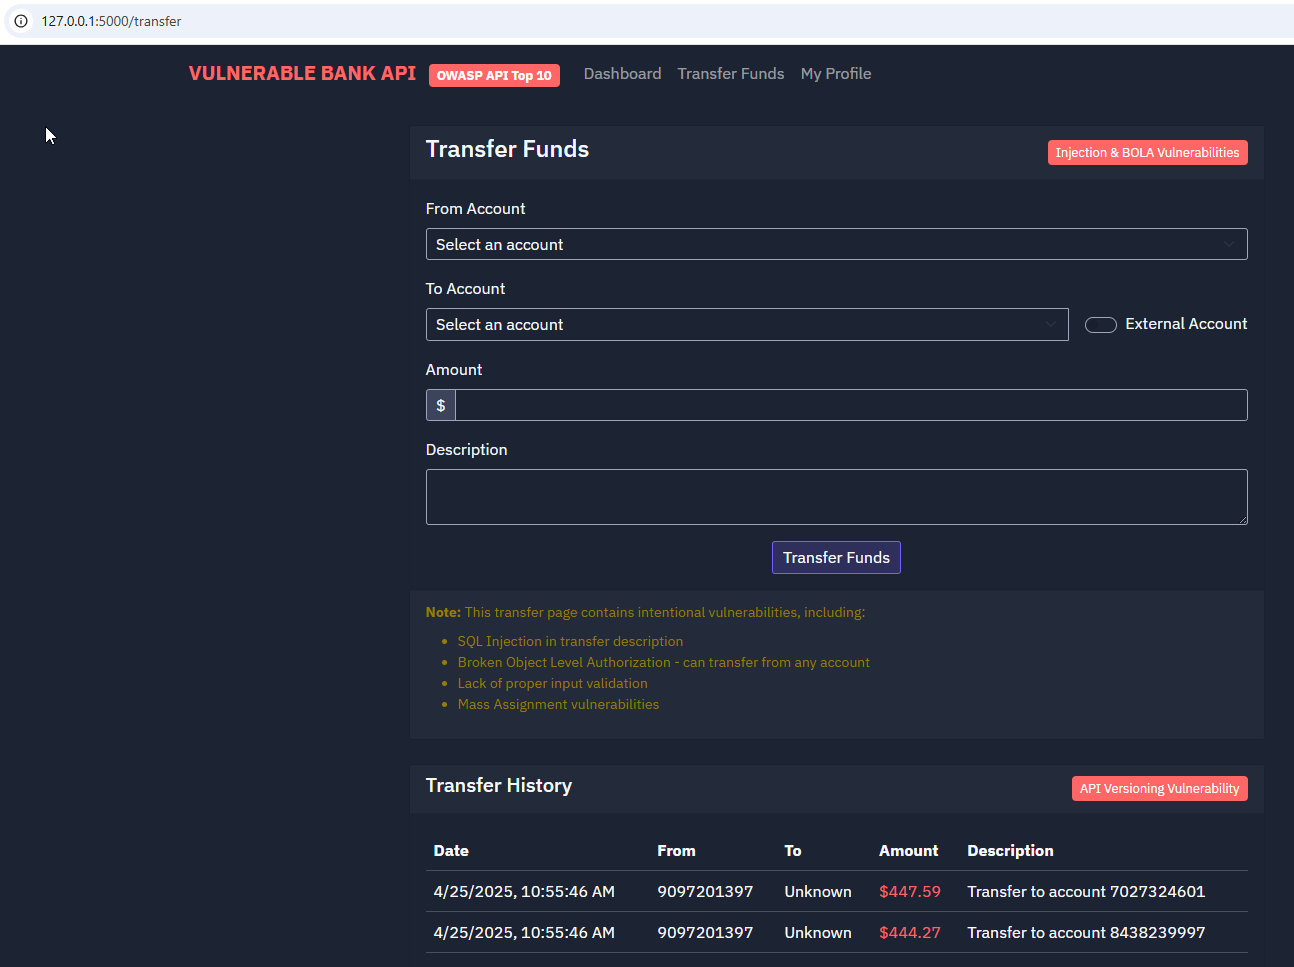 127.0.0.1:5000/transfer
VULNERABLE BANK API OWASP API Top 10 Dashboard Transfer Funds My Profile
Transfer Funds Injection & BOLA Vulnerabilities
From Account
Select an account
To Account
Select an account External Account
Amount
$
Description
Transfer Funds
Note: This transfer page contains intentional vulnerabilities, including:
• SQL Injection in transfer description
• Broken Object Level Authorization - can transfer from any account
• Lack of proper input validation
• Mass Assignment vulnerabilities
Transfer History API Versioning Vulnerability
Date From To Amount Description
4/25/2025, 10:55:46 AM 9097201397 Unknown $447.59 Transfer to account 7027324601
4/25/2025, 10:55:46 AM 9097201397 Unknown $444.27 Transfer to account 8438239997